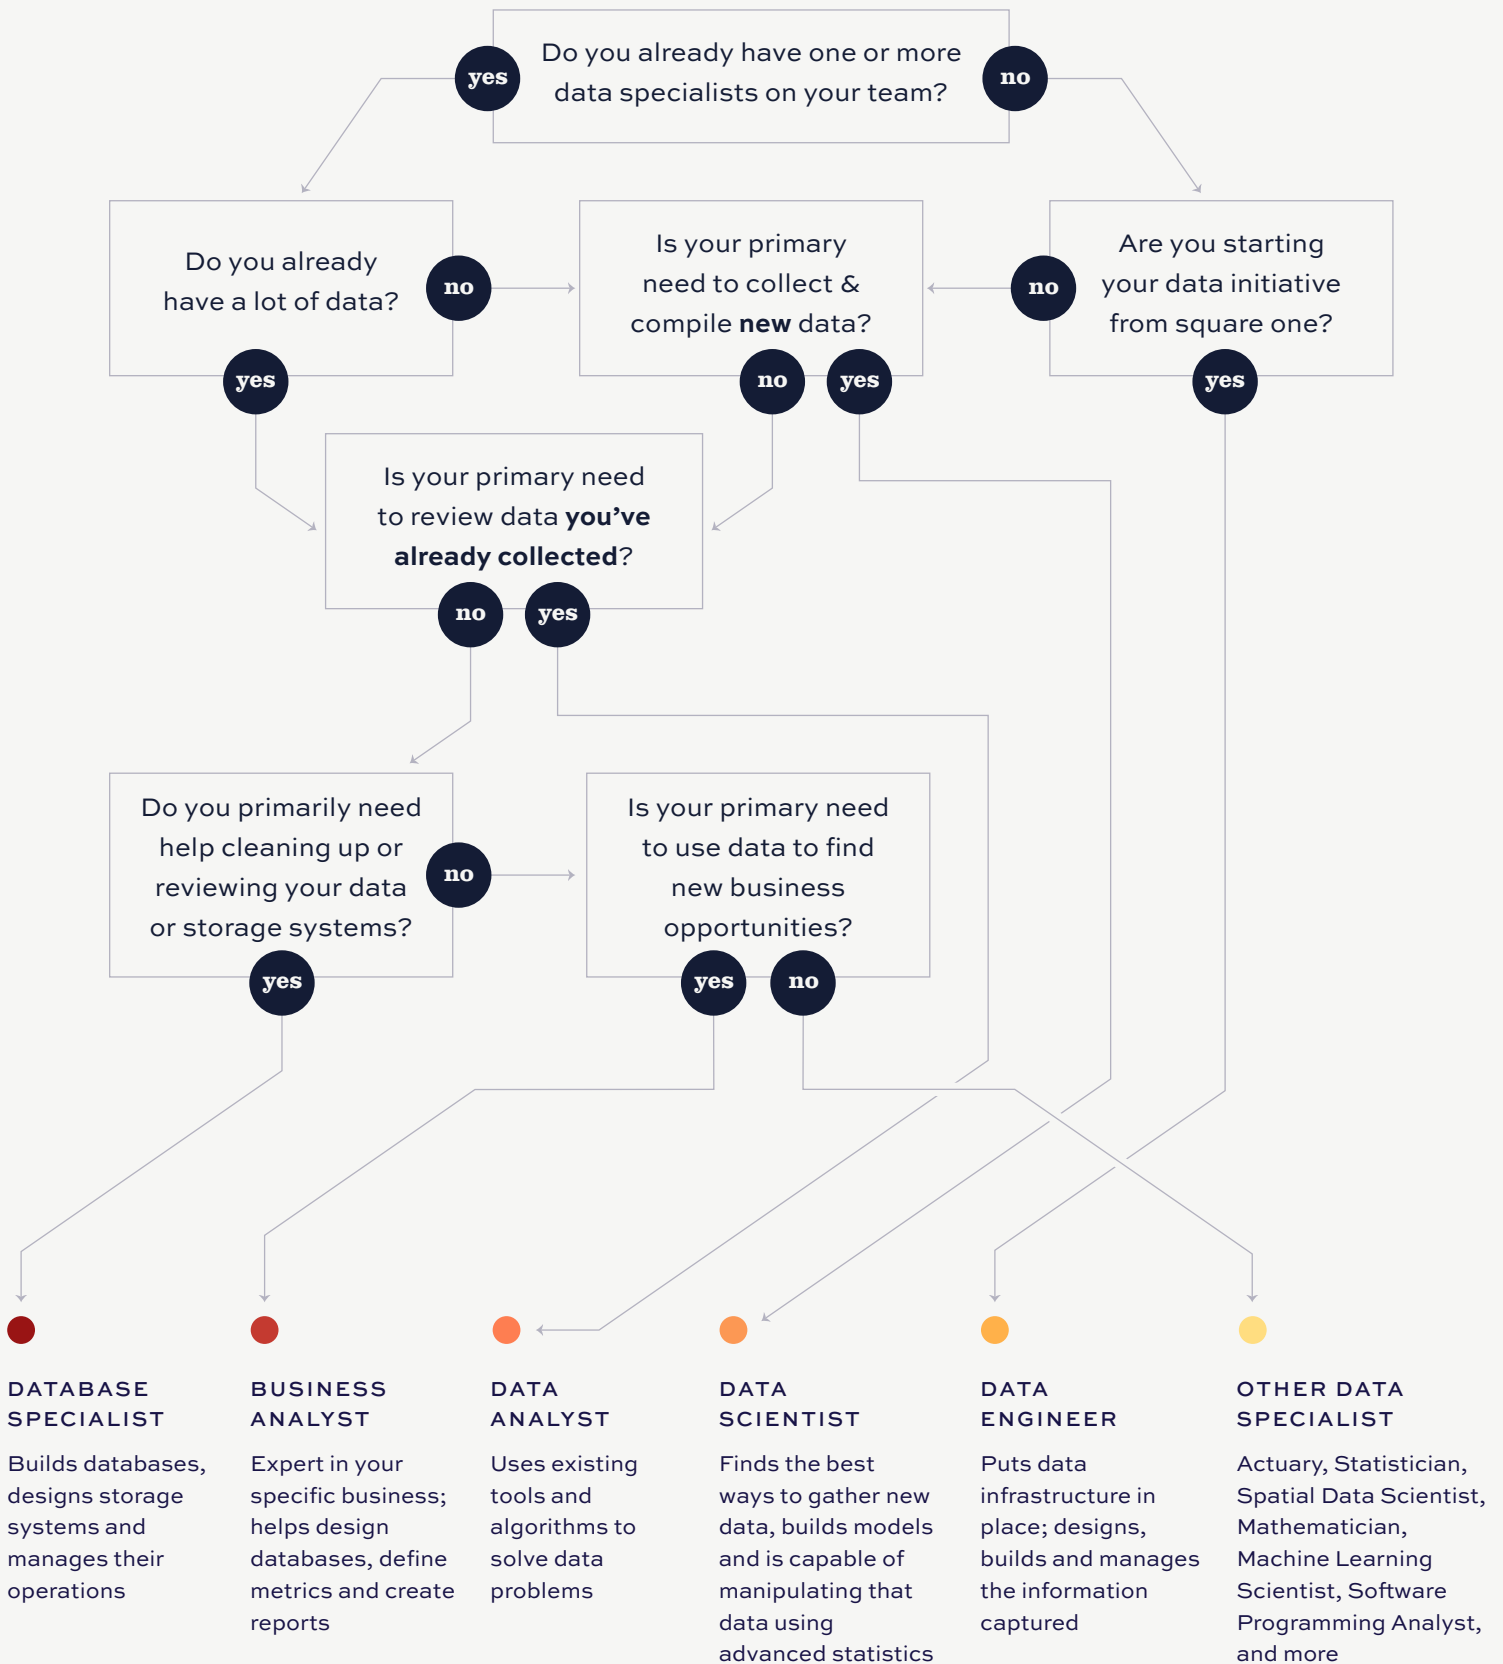 Do you already have one or more
data specialists on your team?
yes
no
Do you already
have a lot of data?
no
yes
Is your primary
need to collect &
compile new data?
no
yes
Are you starting
your data initiative
from square one?
no
yes
Is your primary need
to review data you’ve
already collected?
no
yes
Do you primarily need
help cleaning up or
reviewing your data
or storage systems?
no
yes
Is your primary need
to use data to find
new business
opportunities?
yes
no
DATABASE
SPECIALIST
Builds databases,
designs storage
systems and
manages their
operations
BUSINESS
ANALYST
Expert in your
specific business;
helps design
databases, define
metrics and create
reports
DATA
ANALYST
Uses existing
tools and
algorithms to
solve data
problems
DATA
SCIENTIST
Finds the best
ways to gather new
data, builds models
and is capable of
manipulating that
data using
advanced statistics
DATA
ENGINEER
Puts data
infrastructure in
place; designs,
builds and manages
the information
captured
OTHER DATA
SPECIALIST
Actuary, Statistician,
Spatial Data Scientist,
Mathematician,
Machine Learning
Scientist, Software
Programming Analyst,
and more